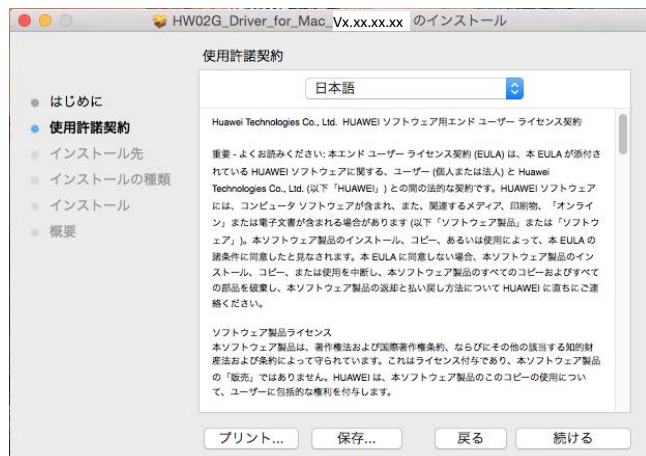 HW02G_Driver_for_Mac_Vx.xx.xx.xx のインストール
使用許諾契約
日本語
はじめに
使用許諾契約
インストール先
インストールの種類
インストール
概要
Huawei Technologies Co., Ltd. HUAWEI ソフトウェア用エンド ユーザー ライセンス契約
重要 - よくお読みください: 本エンド ユーザー ライセンス契約 (EULA) は、本 EULA が添付さ
れている HUAWEI ソフトウェアに関する、ユーザー (個人または法人) と Huawei
Technologies Co., Ltd. (以下「HUAWEI」) との間の法的な契約です。HUAWEI ソフトウェア
には、コンピュータ ソフトウェアが含まれ、また、関連するメディア、印刷物、「オンライ
ン」または電子文書が含まれる場合があります (以下「ソフトウェア製品」または「ソフトウ
ェア」)。本ソフトウェア製品のインストール、コピー、あるいは使用によって、本 EULA の
諸条件に同意したと見なされます。本 EULA に同意しない場合、本ソフトウェア製品のイン
ストール、コピー、または使用を中断し、本ソフトウェア製品のすべてのコピーおよびすべて
の部品を破棄し、本ソフトウェア製品の返却と払い戻し方法について HUAWEI に直ちにご連
絡ください。
ソフトウェア製品ライセンス
本ソフトウェア製品は、著作権法および国際著作権条約、ならびにその他の該当する知的財
産法および条約によって守られています。これはライセンス付与であり、本ソフトウェア製品
の「販売」ではありません。HUAWEI は、本ソフトウェア製品のこのコピーの使用につい
て、ユーザーに包括的な権利を付与します。
プリント... 保存... 戻る 続ける